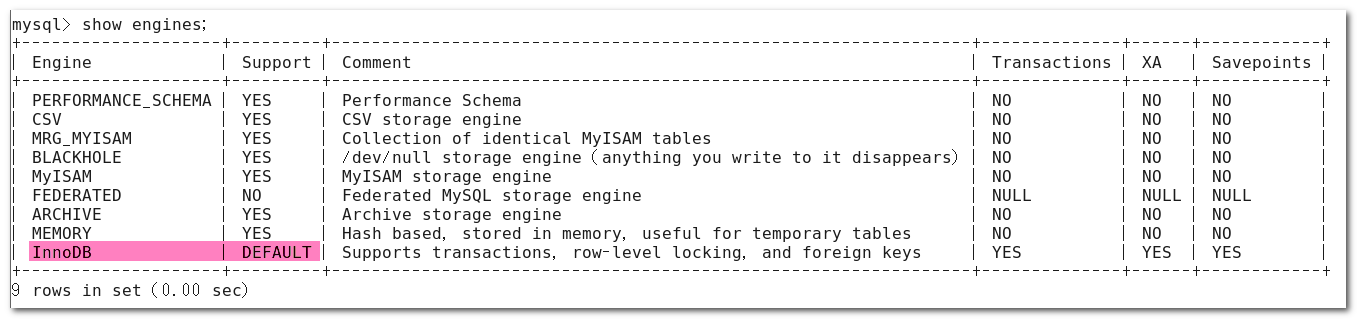 mysql> show engines;
+--------------------+---------+----------------------------------------------------------------+--------------+------+------------+
| Engine             | Support | Comment                                                        | Transactions | XA   | Savepoints |
+--------------------+---------+----------------------------------------------------------------+--------------+------+------------+
| PERFORMANCE_SCHEMA | YES     | Performance Schema                                             | NO           | NO   | NO         |
| CSV                | YES     | CSV storage engine                                             | NO           | NO   | NO         |
| MRG_MYISAM         | YES     | Collection of identical MyISAM tables                          | NO           | NO   | NO         |
| BLACKHOLE          | YES     | /dev/null storage engine (anything you write to it disappears) | NO           | NO   | NO         |
| MyISAM             | YES     | MyISAM storage engine                                          | NO           | NO   | NO         |
| FEDERATED          | NO      | Federated MySQL storage engine                                 | NULL         | NULL | NULL       |
| ARCHIVE            | YES     | Archive storage engine                                         | NO           | NO   | NO         |
| MEMORY             | YES     | Hash based, stored in memory, useful for temporary tables      | NO           | NO   | NO         |
| InnoDB             | DEFAULT | Supports transactions, row-level locking, and foreign keys     | YES          | YES  | YES        |
+--------------------+---------+----------------------------------------------------------------+--------------+------+------------+
9 rows in set (0.00 sec)